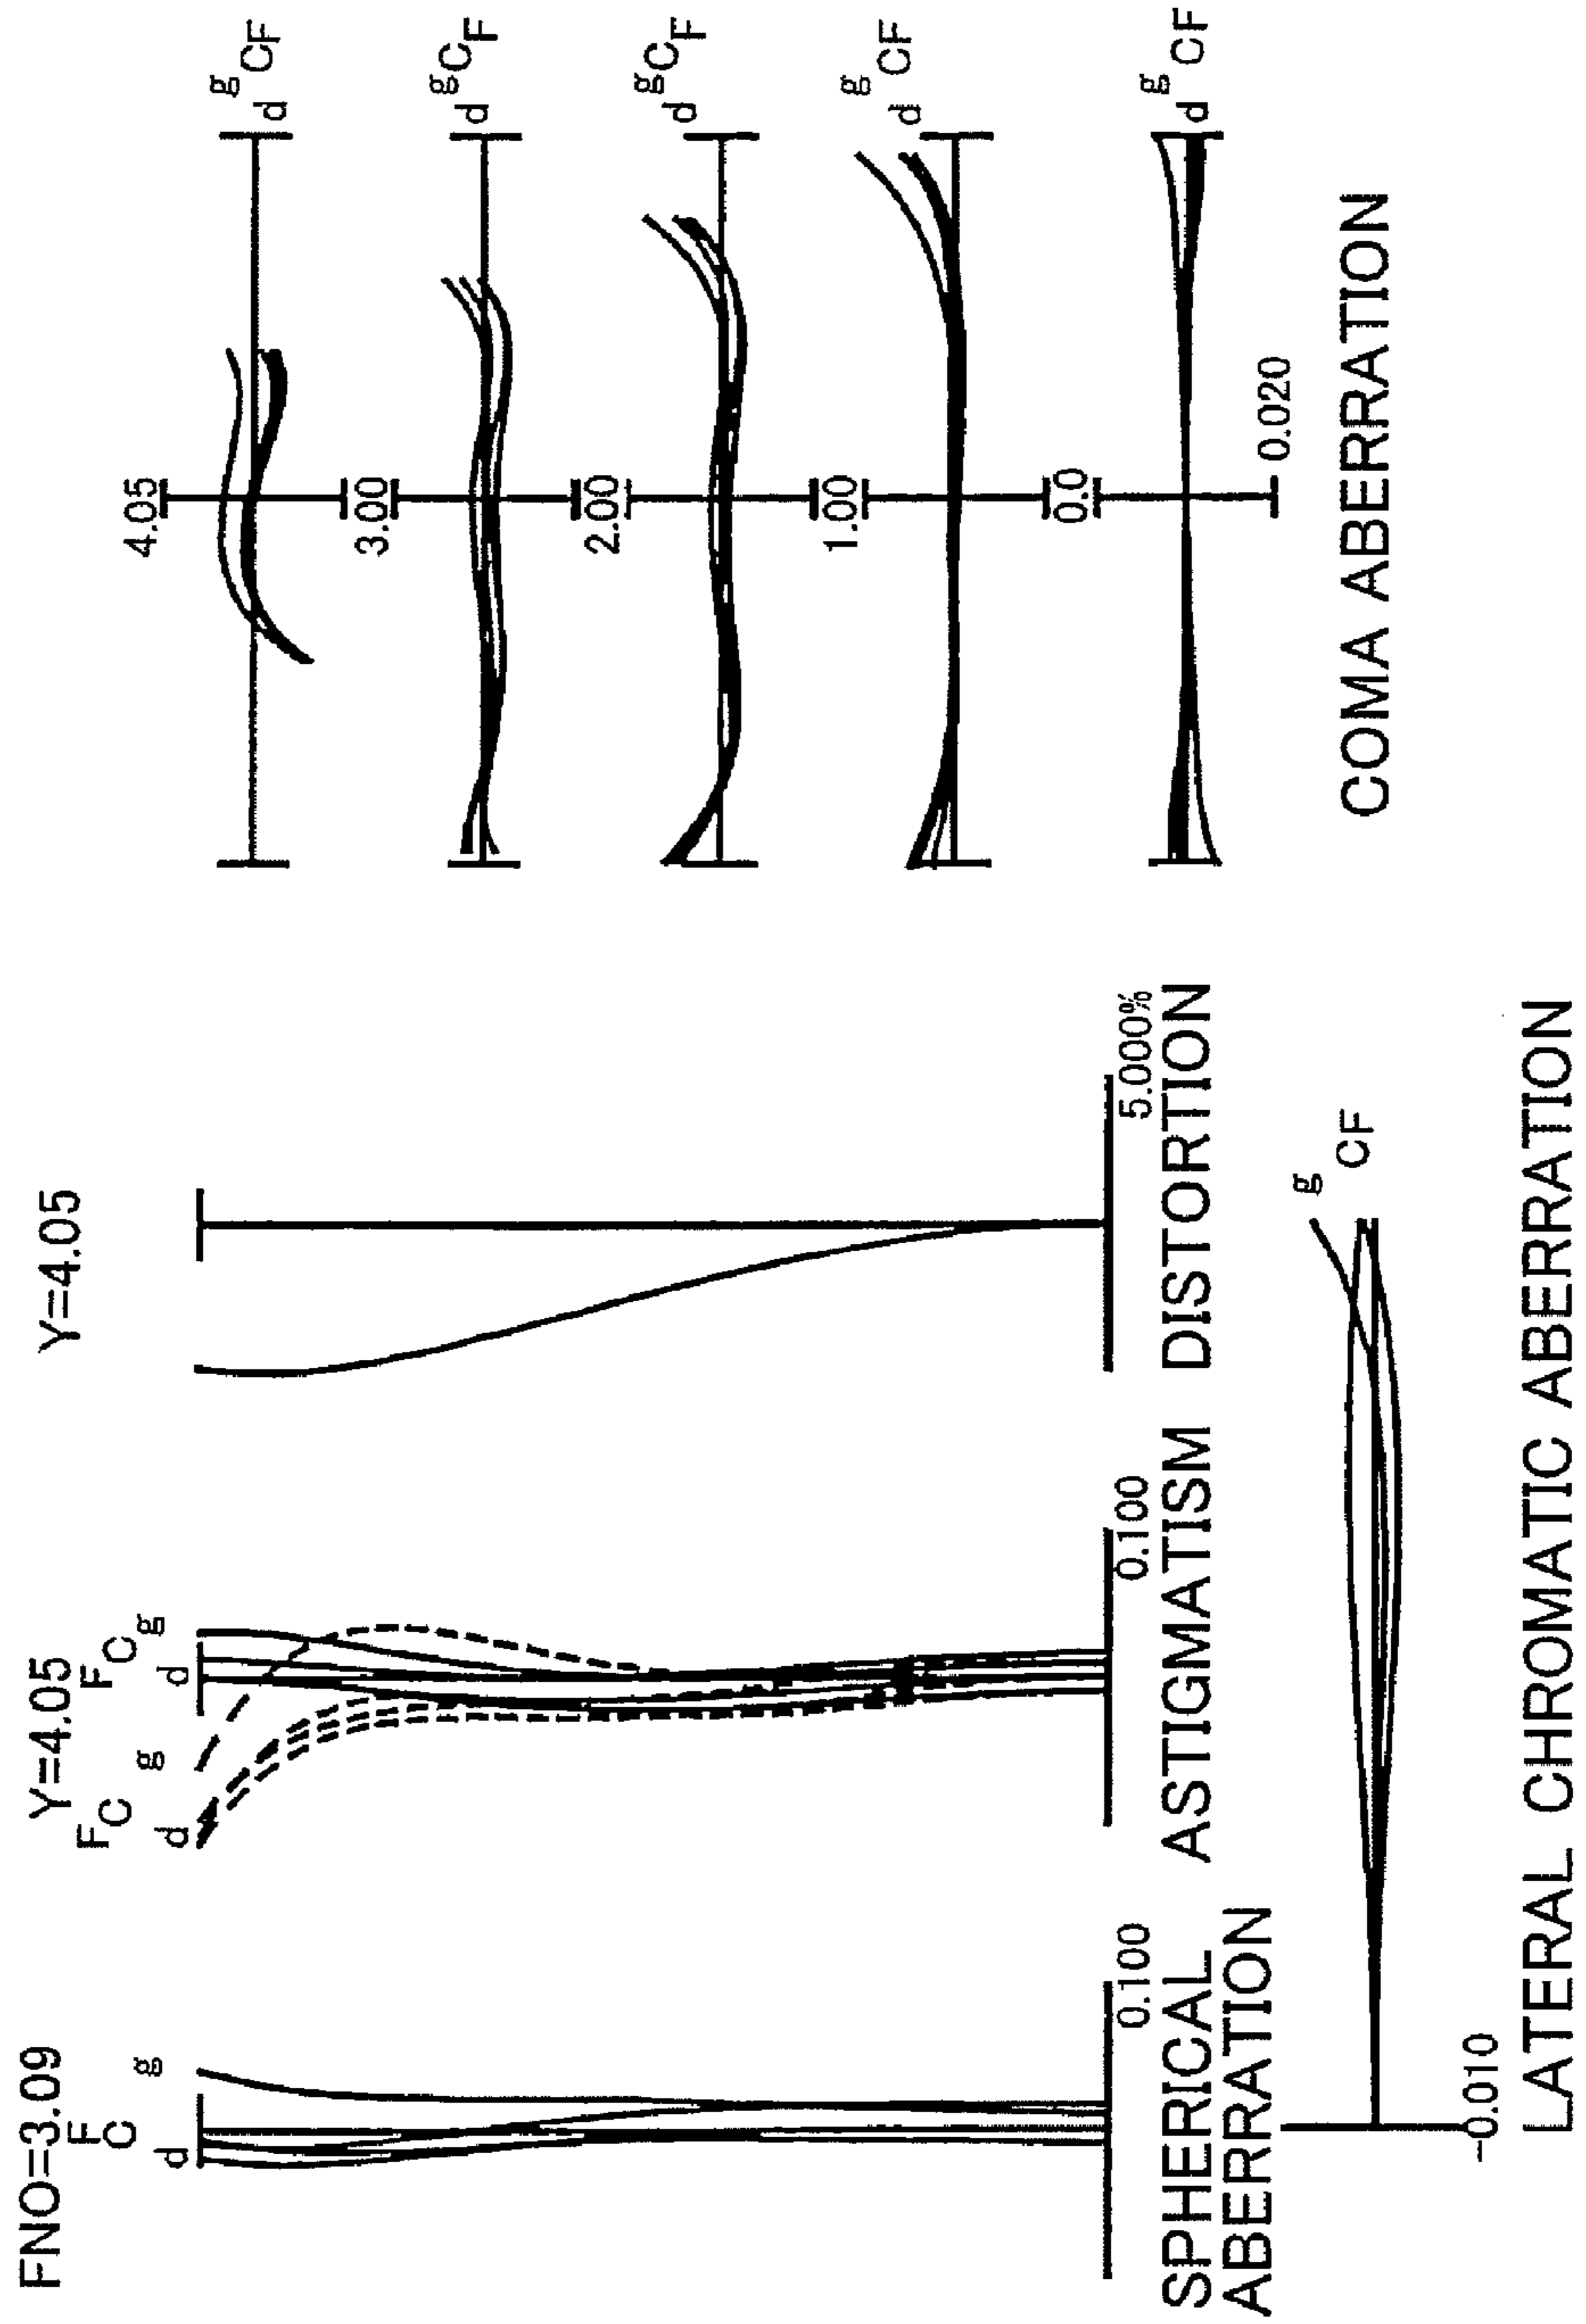 FNO=3.09
F
C
d
g
0.100
SPHERICAL
ABERRATION
Y=4.05
F
C
d
g
F
C
d
g
0.100
ASTIGMATISM
Y=4.05
5.000%
DISTORTION
4.05
d g CF
3.00
d g C F
2.00
d g C F
1.00
d g CF
0.0
d g CF
0.020
COMA ABERRATION
g
CF
-0.010
LATERAL CHROMATIC ABERRATION